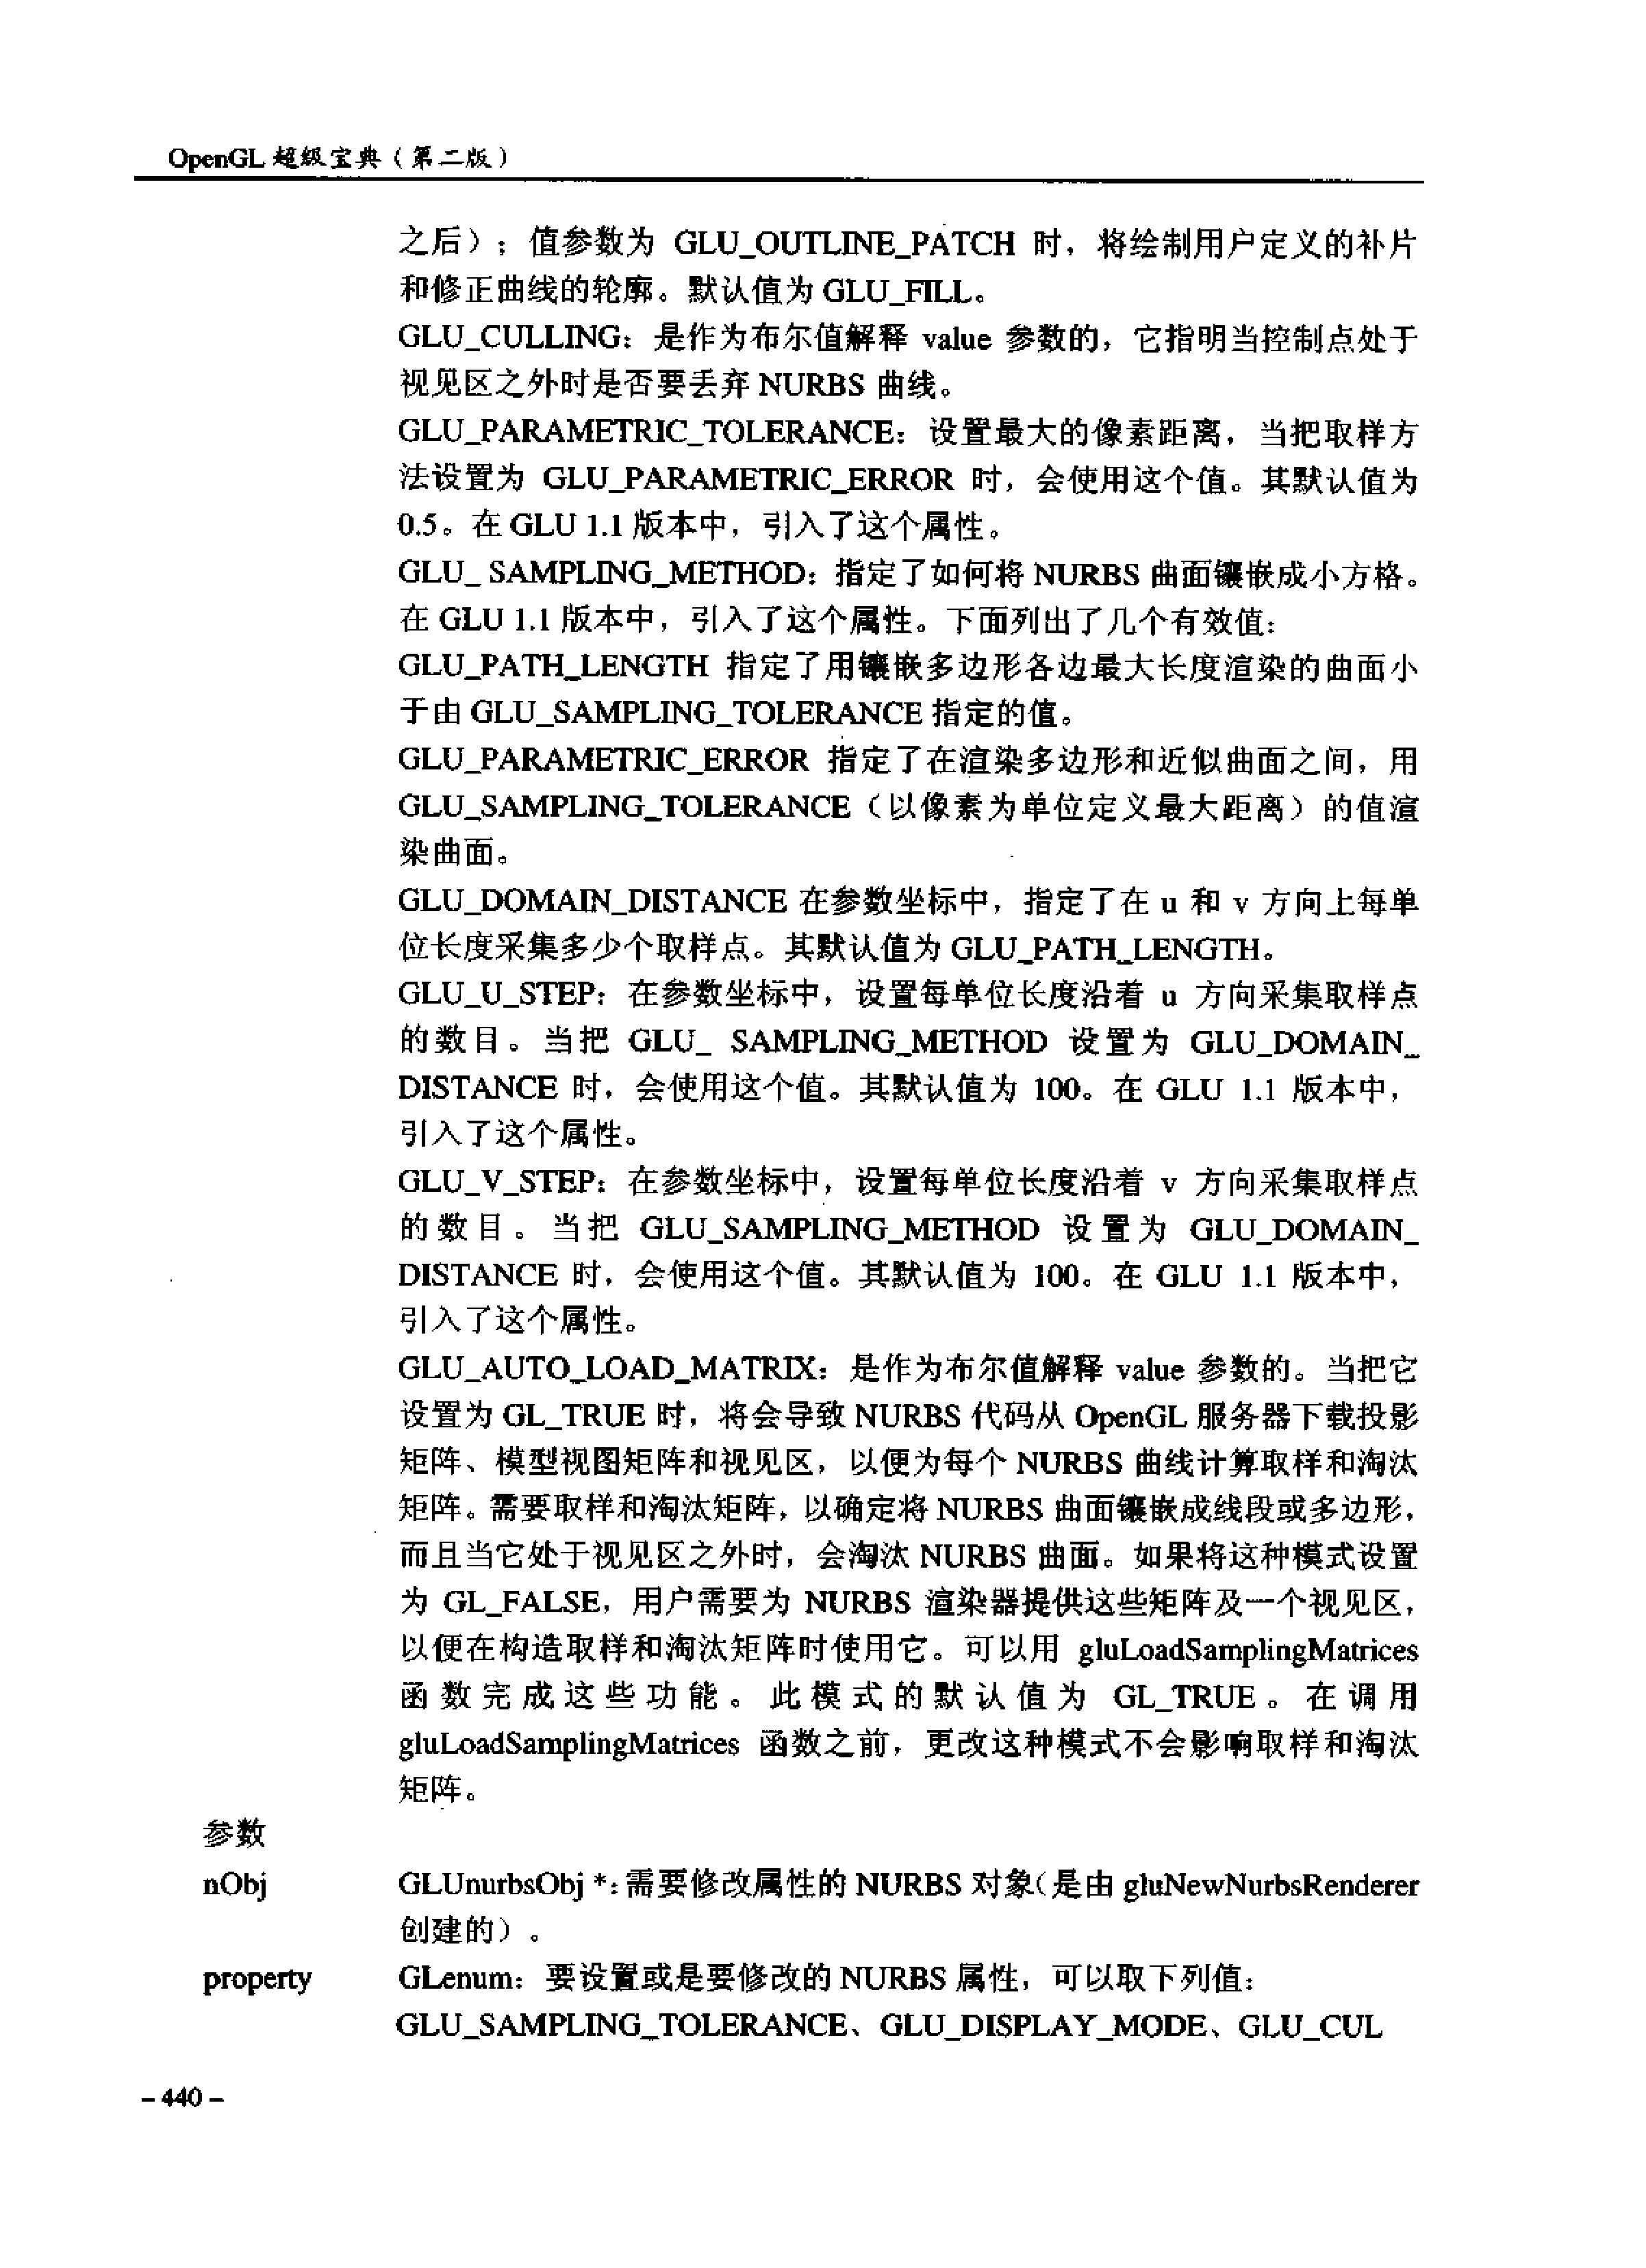 OpenGL 超级宝典（第二版）
之后）；值参数为 GLU_OUTLINE_PATCH 时，将绘制用户定义的补片
和修正曲线的轮廓。默认值为 GLU_FILL。
GLU_CULLING：是作为布尔值解释 value 参数的，它指明当控制点处于
视见区之外时是否要丢弃 NURBS 曲线。
GLU_PARAMETRIC_TOLERANCE：设置最大的像素距离，当把取样方
法设置为 GLU_PARAMETRIC_ERROR 时，会使用这个值。其默认值为
0.5。在 GLU 1.1 版本中，引入了这个属性。
GLU_ SAMPLING_METHOD：指定了如何将 NURBS 曲面镶嵌成小方格。
在 GLU 1.1 版本中，引入了这个属性。下面列出了几个有效值：
GLU_PATH_LENGTH 指定了用镶嵌多边形各边最大长度渲染的曲面小
于由 GLU_SAMPLING_TOLERANCE 指定的值。
GLU_PARAMETRIC_ERROR 指定了在渲染多边形和近似曲面之间，用
GLU_SAMPLING_TOLERANCE（以像素为单位定义最大距离）的值渲
染曲面。
GLU_DOMAIN_DISTANCE 在参数坐标中，指定了在 u 和 v 方向上每单
位长度采集多少个取样点。其默认值为 GLU_PATH_LENGTH。
GLU_U_STEP：在参数坐标中，设置每单位长度沿着 u 方向采集取样点
的数目。当把 GLU_ SAMPLING_METHOD 设置为 GLU_DOMAIN_
DISTANCE 时，会使用这个值。其默认值为 100。在 GLU 1.1 版本中，
引入了这个属性。
GLU_V_STEP：在参数坐标中，设置每单位长度沿着 v 方向采集取样点
的数目。当把 GLU_SAMPLING_METHOD 设置为 GLU_DOMAIN_
DISTANCE 时，会使用这个值。其默认值为 100。在 GLU 1.1 版本中，
引入了这个属性。
GLU_AUTO_LOAD_MATRIX：是作为布尔值解释 value 参数的。当把它
设置为 GL_TRUE 时，将会导致 NURBS 代码从 OpenGL 服务器下载投影
矩阵、模型视图矩阵和视见区，以便为每个 NURBS 曲线计算取样和淘汰
矩阵。需要取样和淘汰矩阵，以确定将 NURBS 曲面镶嵌成线段或多边形，
而且当它处于视见区之外时，会淘汰 NURBS 曲面。如果将这种模式设置
为 GL_FALSE，用户需要为 NURBS 渲染器提供这些矩阵及一个视见区，
以便在构造取样和淘汰矩阵时使用它。可以用 gluLoadSamplingMatrices
函数完成这些功能。此模式的默认值为 GL_TRUE。在调用
gluLoadSamplingMatrices 函数之前，更改这种模式不会影响取样和淘汰
矩阵。
参数
nObj GLUnurbsObj *：需要修改属性的 NURBS 对象（是由 gluNewNurbsRenderer
创建的）。
property GLenum：要设置或是要修改的 NURBS 属性，可以取下列值：
GLU_SAMPLING_TOLERANCE、GLU_DISPLAY_MODE、GLU_CUL
– 440 –